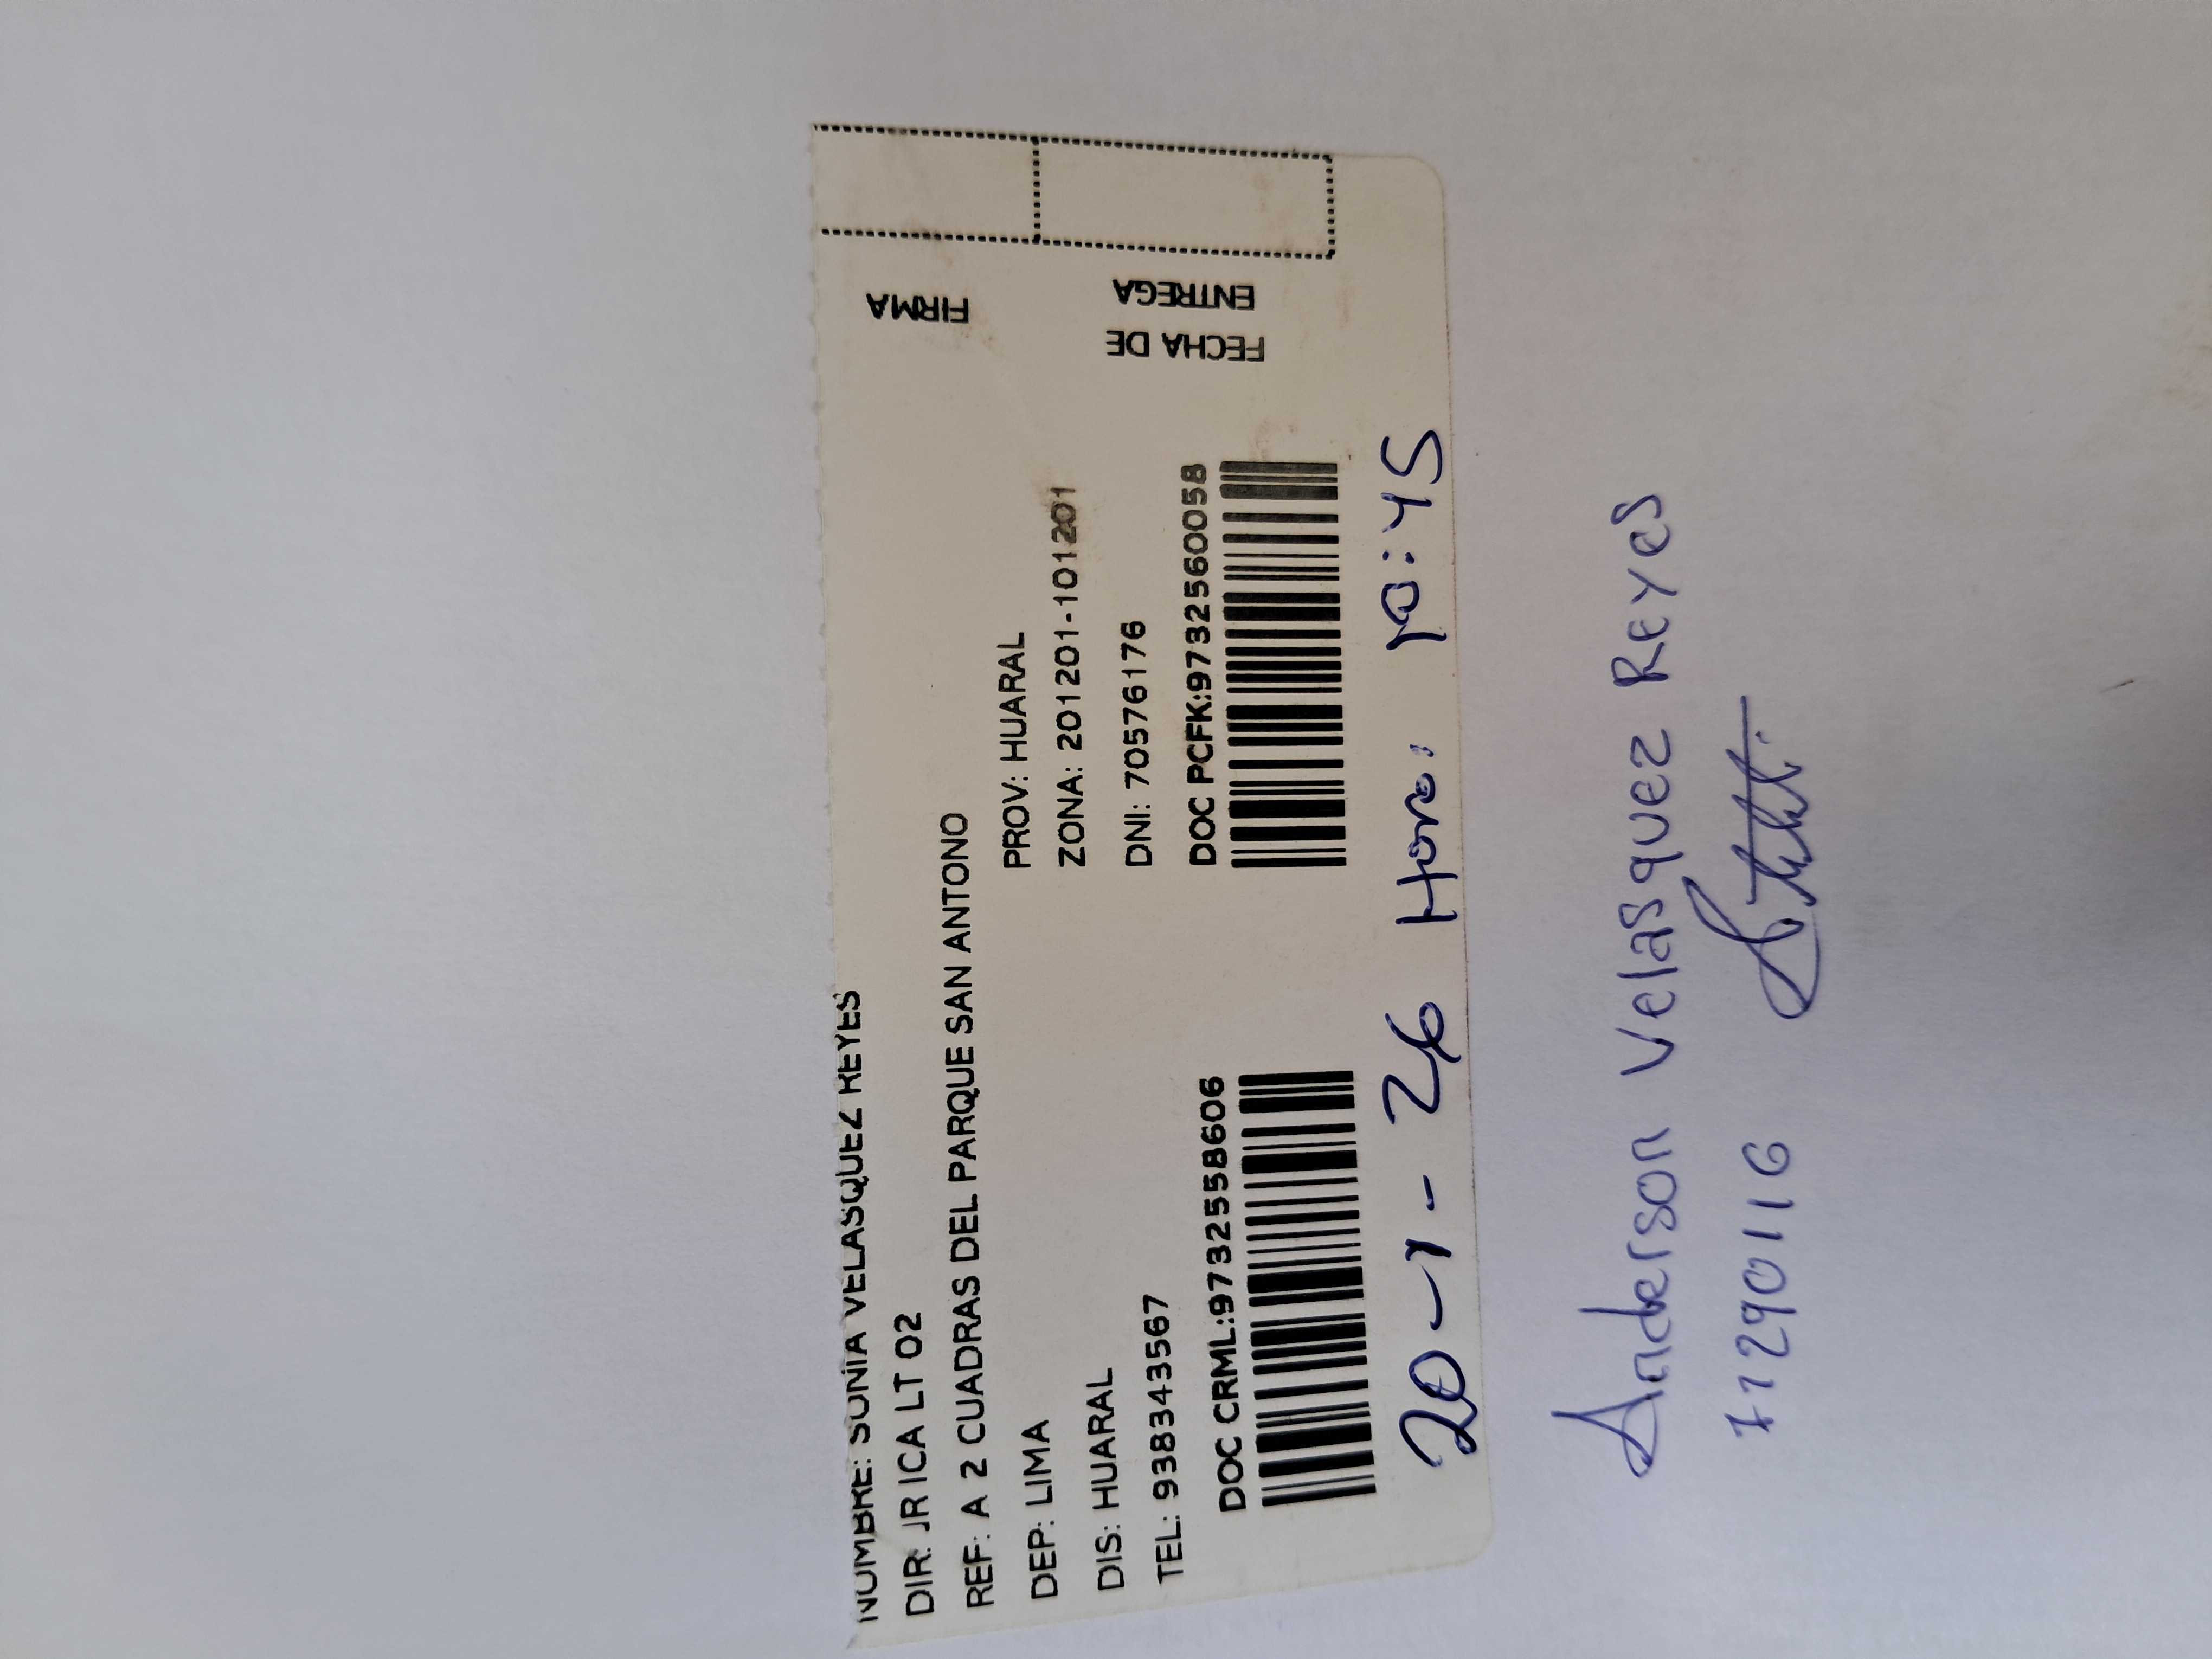 NOMBRE: SONIA VELASQUEZ REYES
DIR: JR ICA LT 02
REF: A 2 CUADRAS DEL PARQUE SAN ANTONO
DEP: LIMA PROV: HUARAL
DIS: HUARAL ZONA: 201201-101201
TEL: 938343567 DNI: 70576176
DOC CRML:9732558606 DOC PCFK:9732560058
FIRMA
FECHA DE
ENTREGA
20-1-26 Hora: 10:45
Anderson Velasquez Reyes
71290116